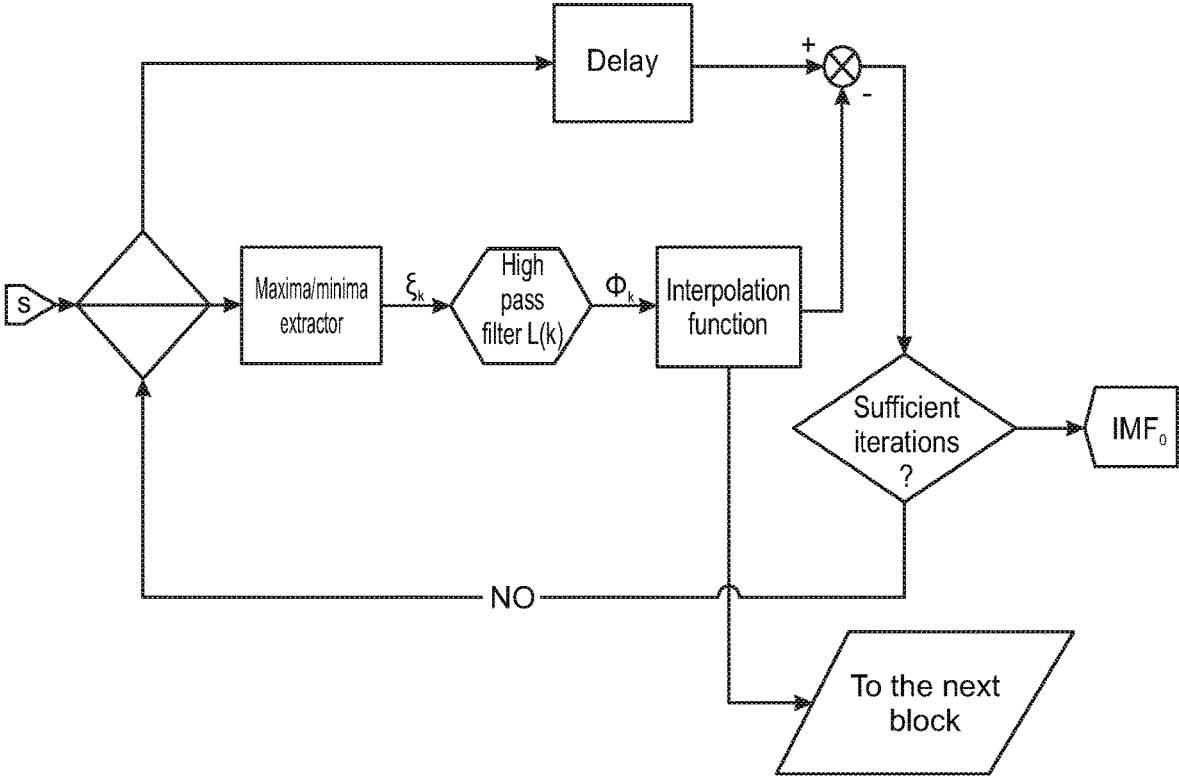 Delay
+
-
S
Maxima/minima
extractor
ξk
High
pass
filter L(k)
Φk
Interpolation
function
Sufficient
iterations
?
IMF0
NO
To the next
block